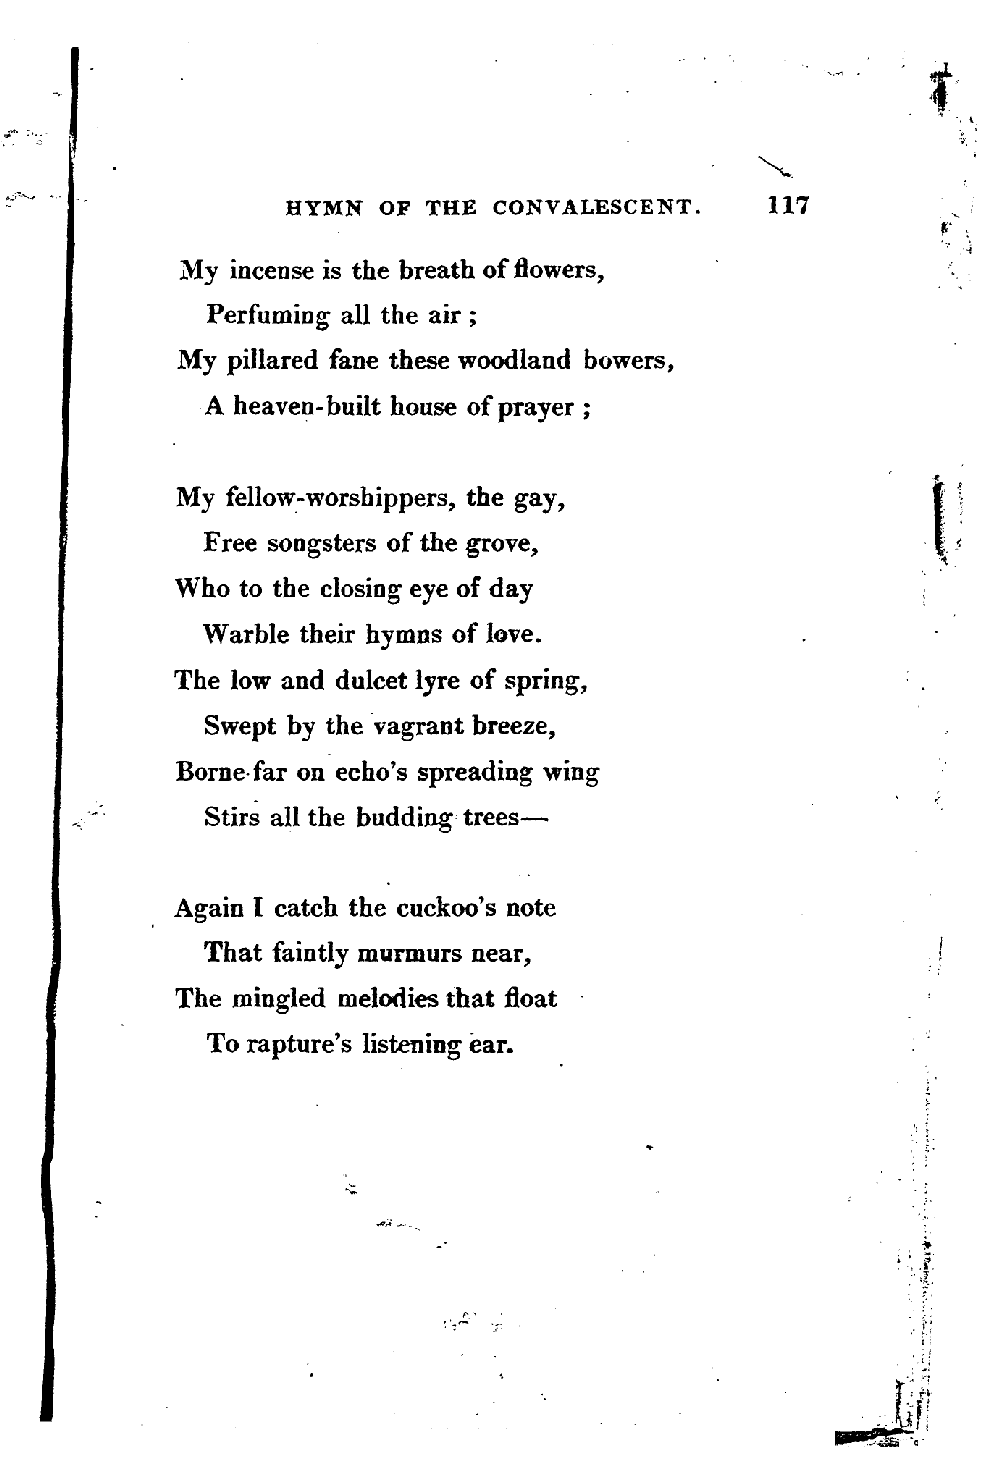 HYMN OF THE CONVALESCENT. 117
My incense is the breath of flowers,
Perfuming all the air ;
My pillared fane these woodland bowers,
A heaven-built house of prayer ;
My fellow-worshippers, the gay,
Free songsters of the grove,
Who to the closing eye of day
Warble their hymns of love.
The low and dulcet lyre of spring,
Swept by the vagrant breeze,
Borne far on echo's spreading wing
Stirs all the budding trees—
Again I catch the cuckoo's note
That faintly murmurs near,
The mingled melodies that float
To rapture's listening ear.